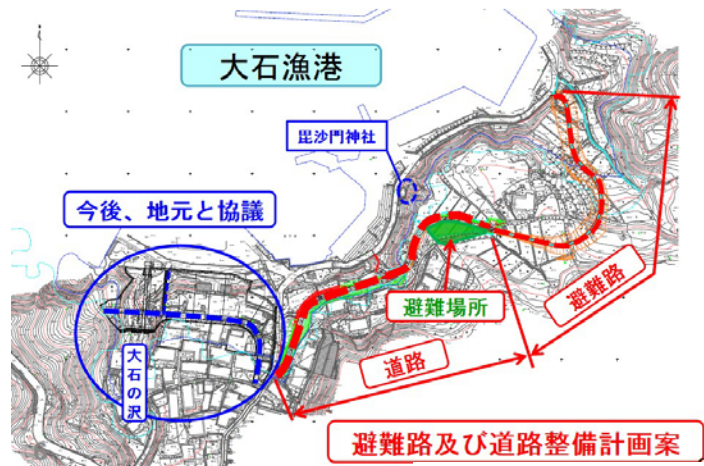 大石漁港
毘沙門神社
今後、地元と協議
避難路
避難場所
大石の沢
道路
避難路及び道路整備計画案